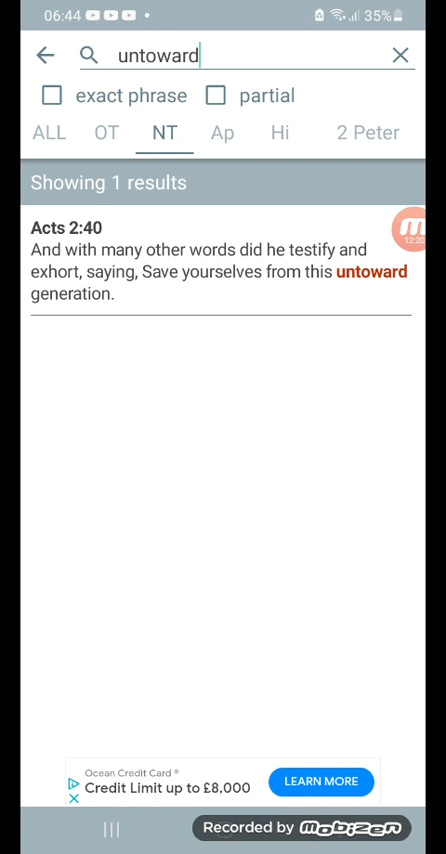 06:44 35%
untoward
exact phrase partial
ALL OT NT Ap Hi 2 Peter
Showing 1 results
Acts 2:40
And with many other words did he testify and
exhort, saying, Save yourselves from this untoward
generation.
12:20
Ocean Credit Card ®
Credit Limit up to £8,000
LEARN MORE
Recorded by mobizen